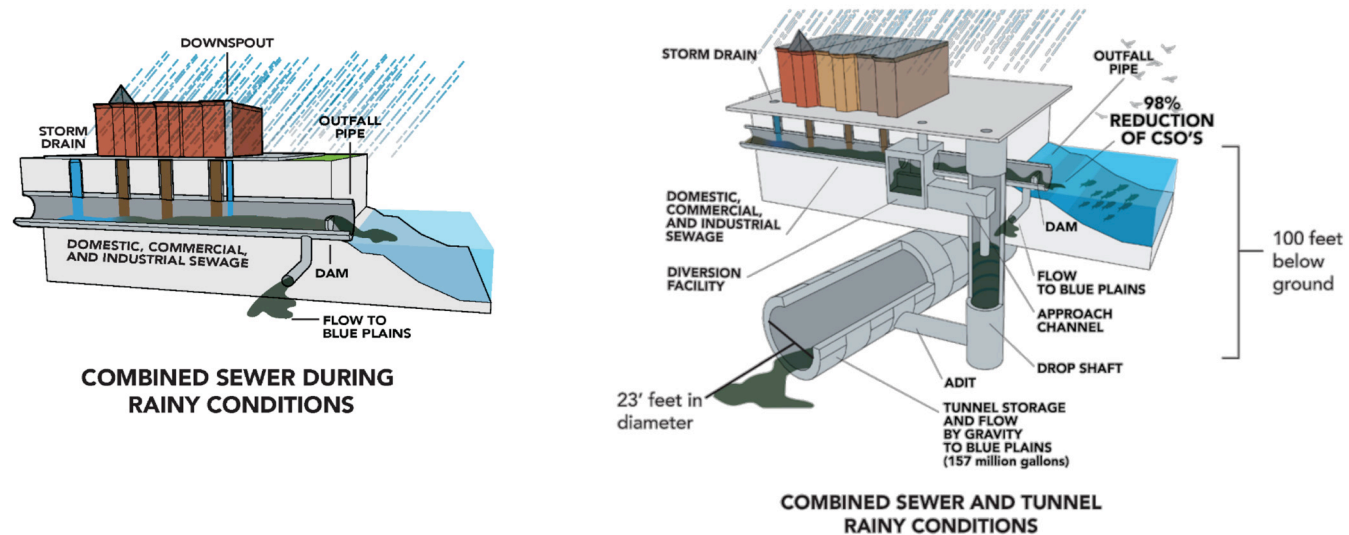 DOWNSPOUT
STORM
DRAIN
OUTFALL
PIPE
DOMESTIC, COMMERCIAL,
AND INDUSTRIAL SEWAGE
DAM
FLOW TO
BLUE PLAINS
COMBINED SEWER DURING
RAINY CONDITIONS
STORM DRAIN
OUTFALL
PIPE
98%
REDUCTION
OF CSO'S
DOMESTIC,
COMMERCIAL,
AND INDUSTRIAL
SEWAGE
DAM
DIVERSION
FACILITY
FLOW
TO BLUE PLAINS
APPROACH
CHANNEL
100 feet
below
ground
DROP SHAFT
ADIT
23' feet in
diameter
TUNNEL STORAGE
AND FLOW
BY GRAVITY
TO BLUE PLAINS
(157 million gallons)
COMBINED SEWER AND TUNNEL
RAINY CONDITIONS